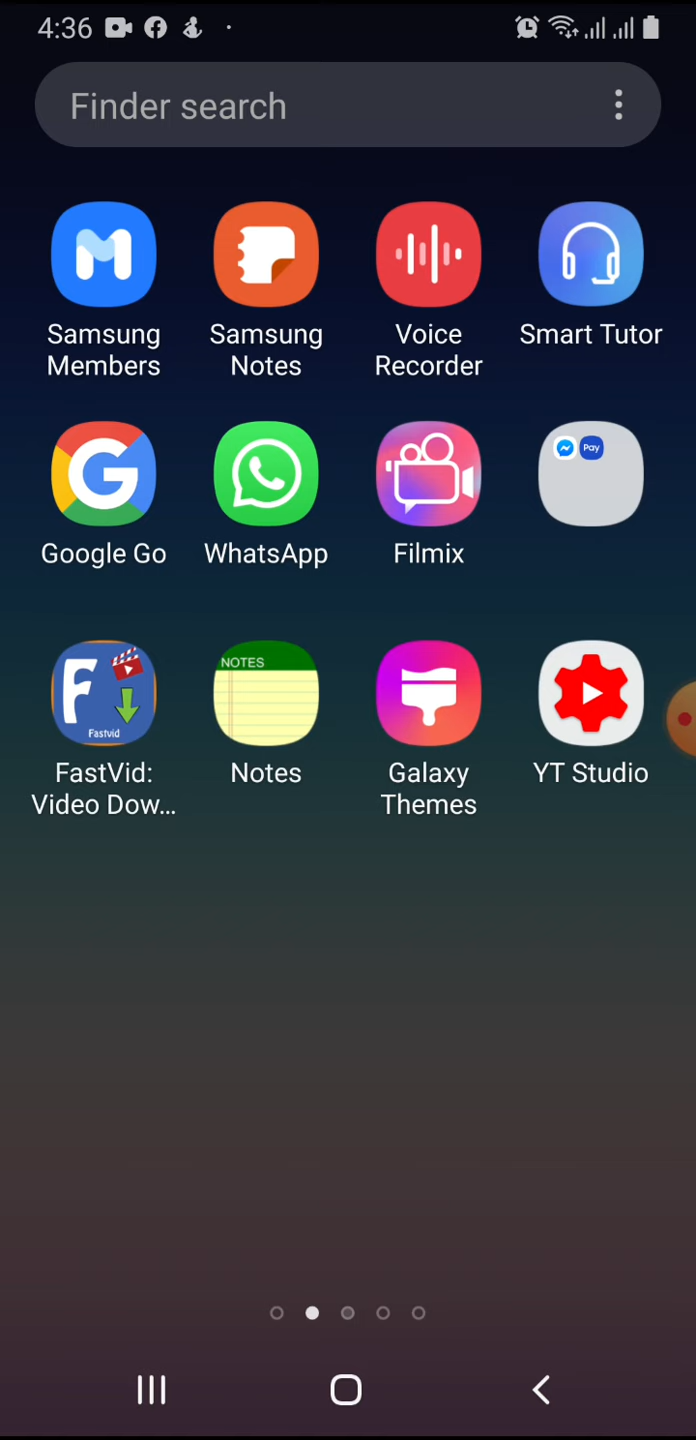 4:36
Finder search
Samsung Members
Samsung Notes
Voice Recorder
Smart Tutor
Google Go
WhatsApp
Filmix
Pay
NOTES
Fastvid
FastVid: Video Dow...
Notes
Galaxy Themes
YT Studio